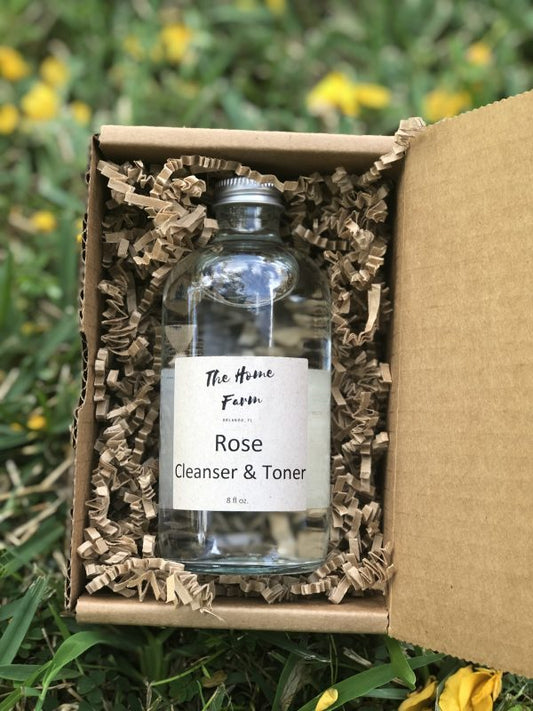 The Home
Farm
ORLANDO, FL
Rose
Cleanser & Toner
8 fl oz.